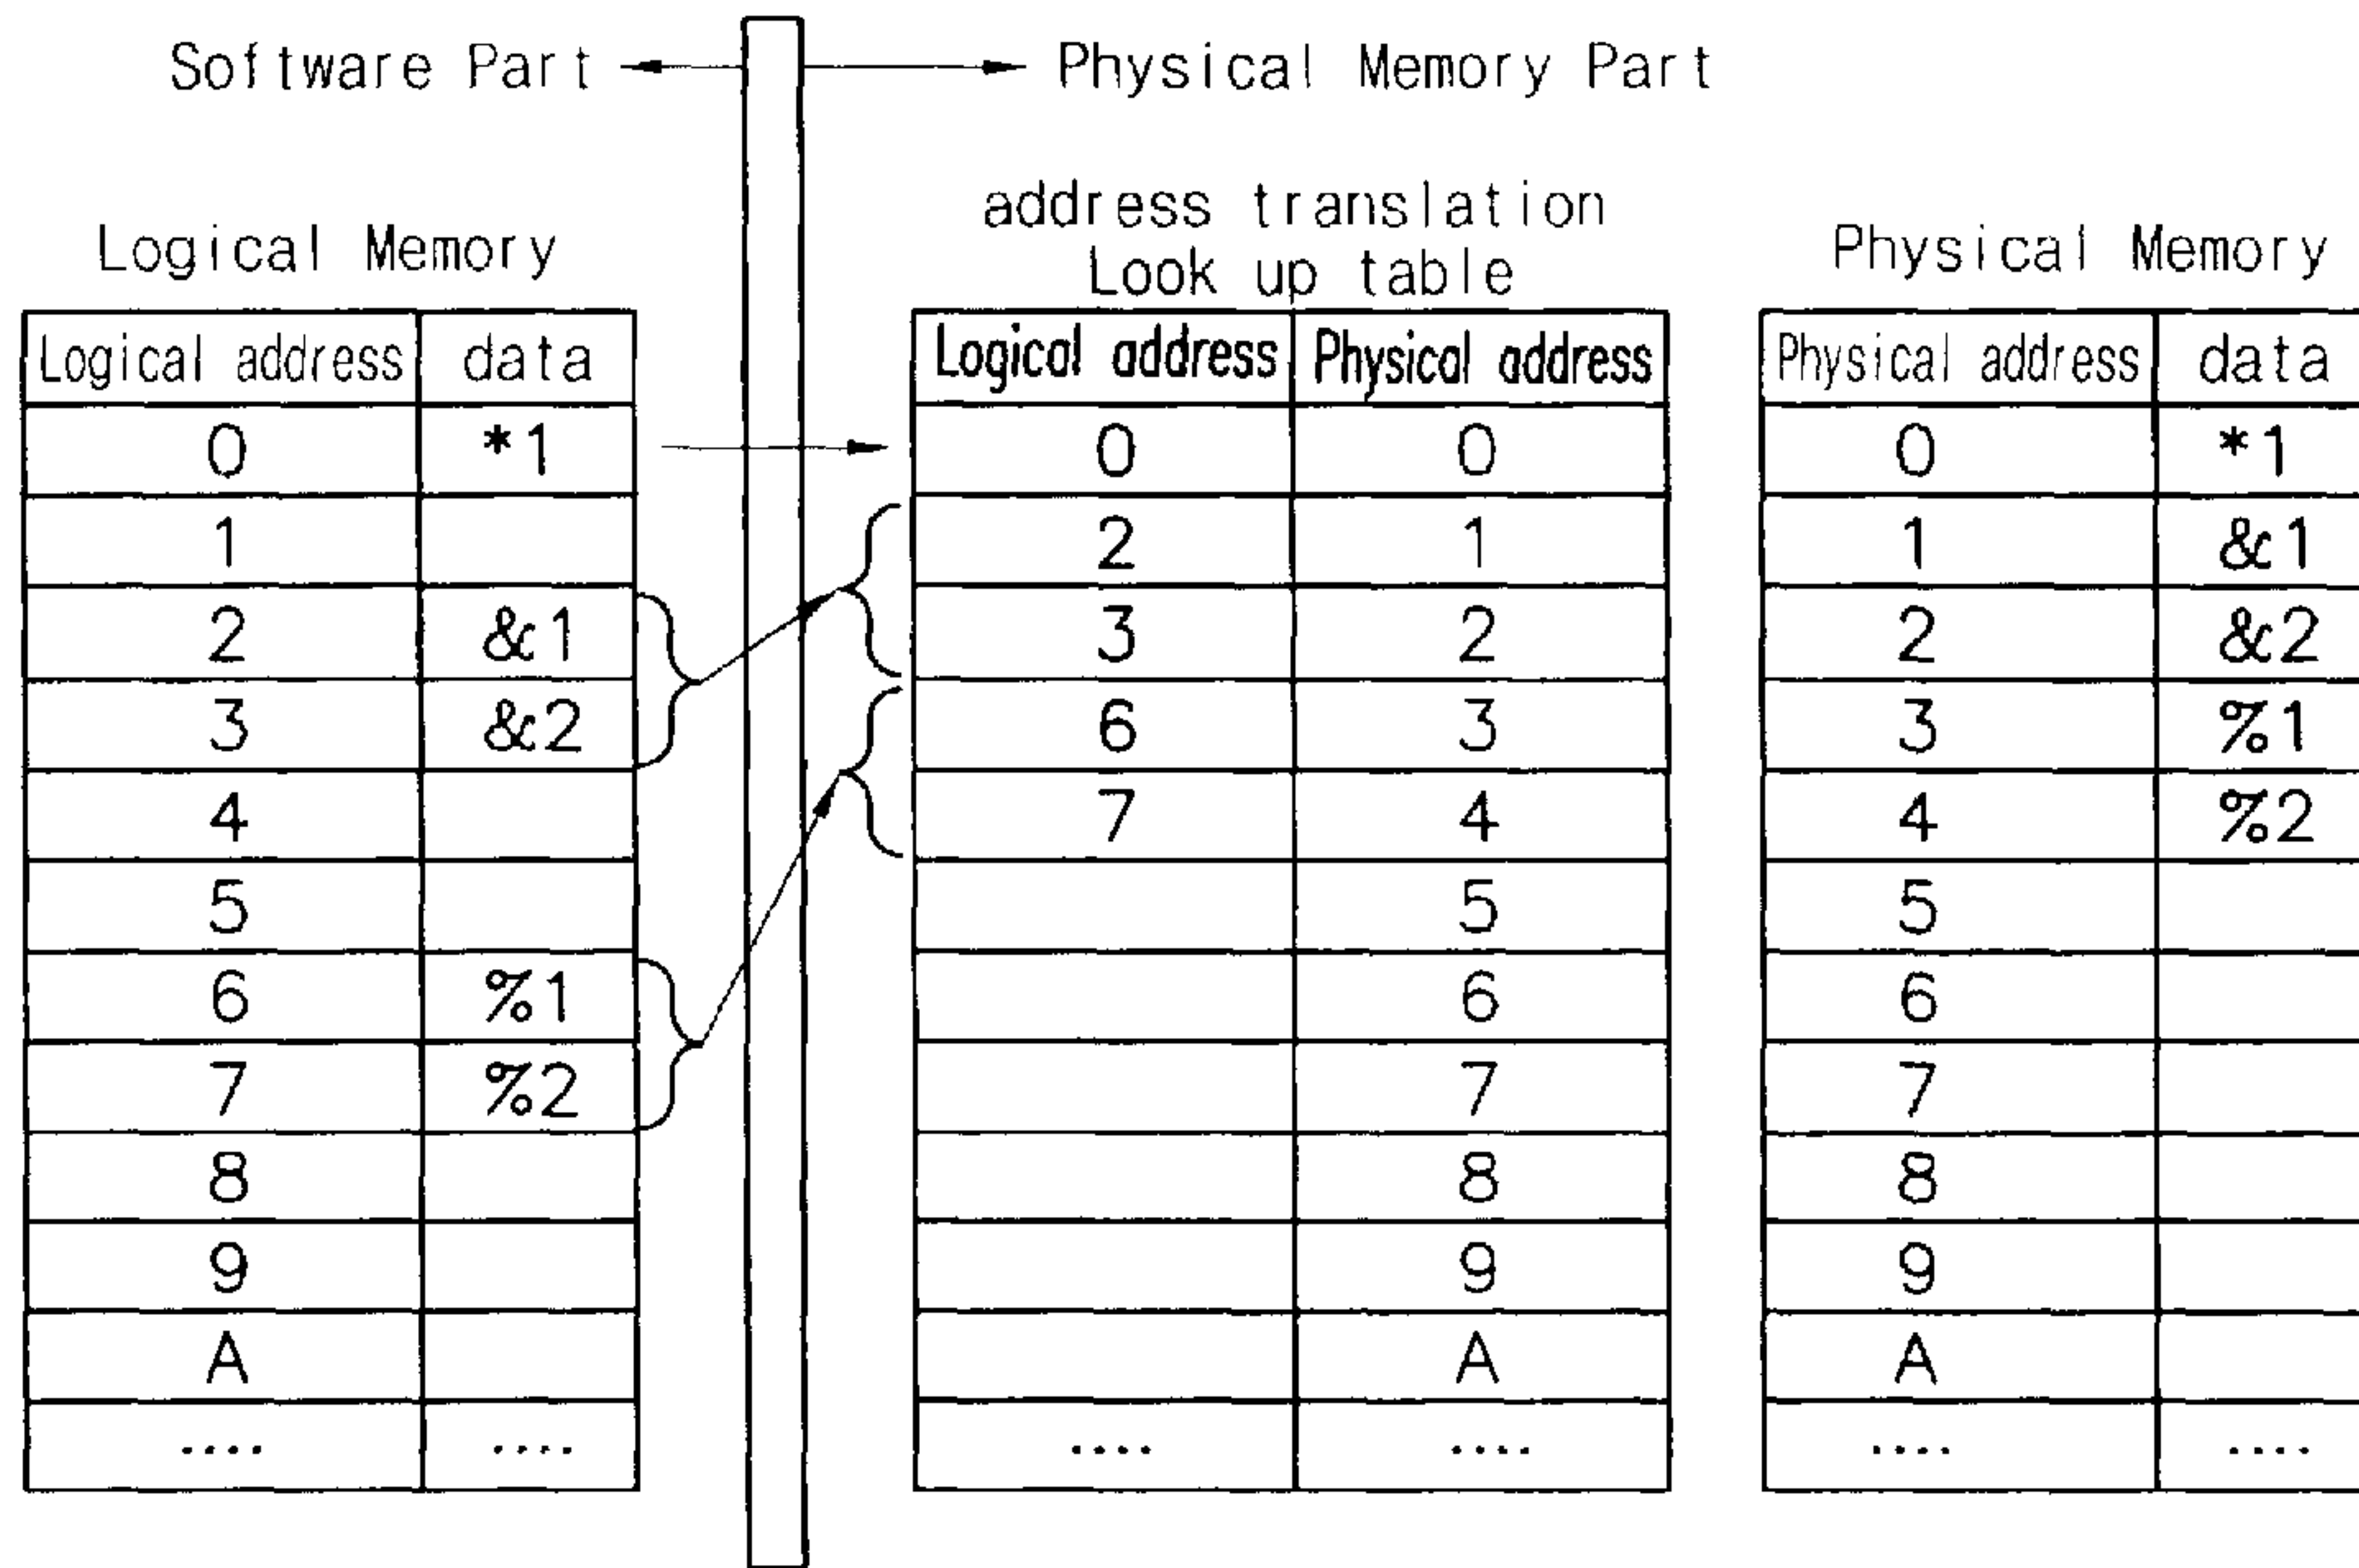 Software Part
Physical Memory Part
Logical Memory
address translation
Look up table
Physical Memory
Logical address data
Logical address Physical address
Physical address data
0 *1
0 0
0 *1
1
2 1
1 &1
2 &1
3 2
2 &2
3 &2
6 3
3 %1
4
7 4
4 %2
5
5
5
6 %1
6
6
7 %2
7
7
8
8
8
9
9
9
A
A
A
.... ....
.... ....
.... ....